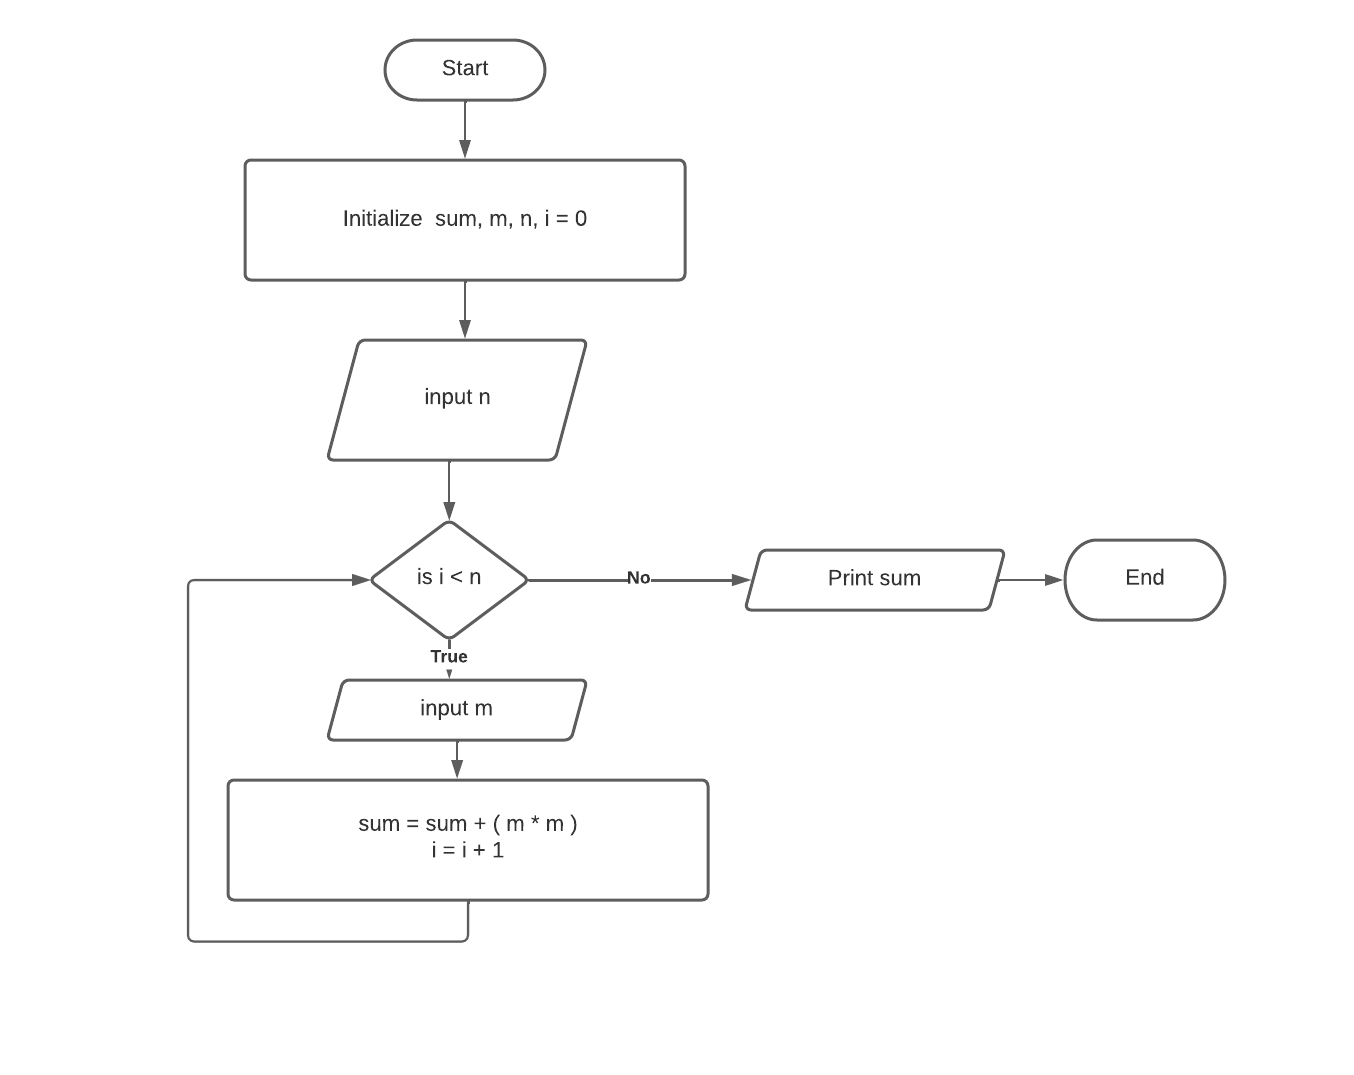 Start
Initialize  sum, m, n, i = 0
input n
is i < n
No
Print sum
End
True
input m
sum = sum + ( m * m )
i = i + 1